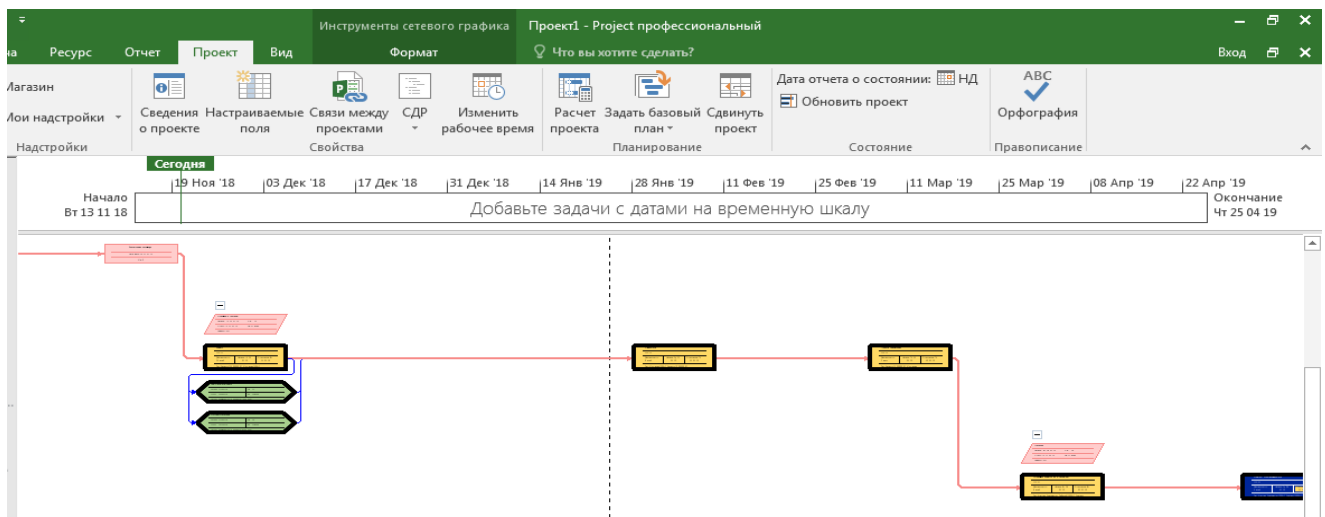 Инструменты сетевого графика Проект1 - Project профессиональный
на Ресурс Отчет Проект Вид Формат Что вы хотите сделать? Вход
Магазин
Мои надстройки
Надстройки
Сведения о проекте
Настраиваемые поля
Связи между проектами
СДР
Изменить рабочее время
Свойства
Расчет проекта
Задать базовый план
Сдвинуть проект
Планирование
Дата отчета о состоянии: НД
Обновить проект
Состояние
ABC
Орфография
Правописание
Сегодня
19 Ноя '18 03 Дек '18 17 Дек '18 31 Дек '18 14 Янв '19 28 Янв '19 11 Фев '19 25 Фев '19 11 Мар '19 25 Мар '19 08 Апр '19 22 Апр '19
Начало
Вт 13 11 18
Добавьте задачи с датами на временную шкалу
Окончание
Чт 25 04 19